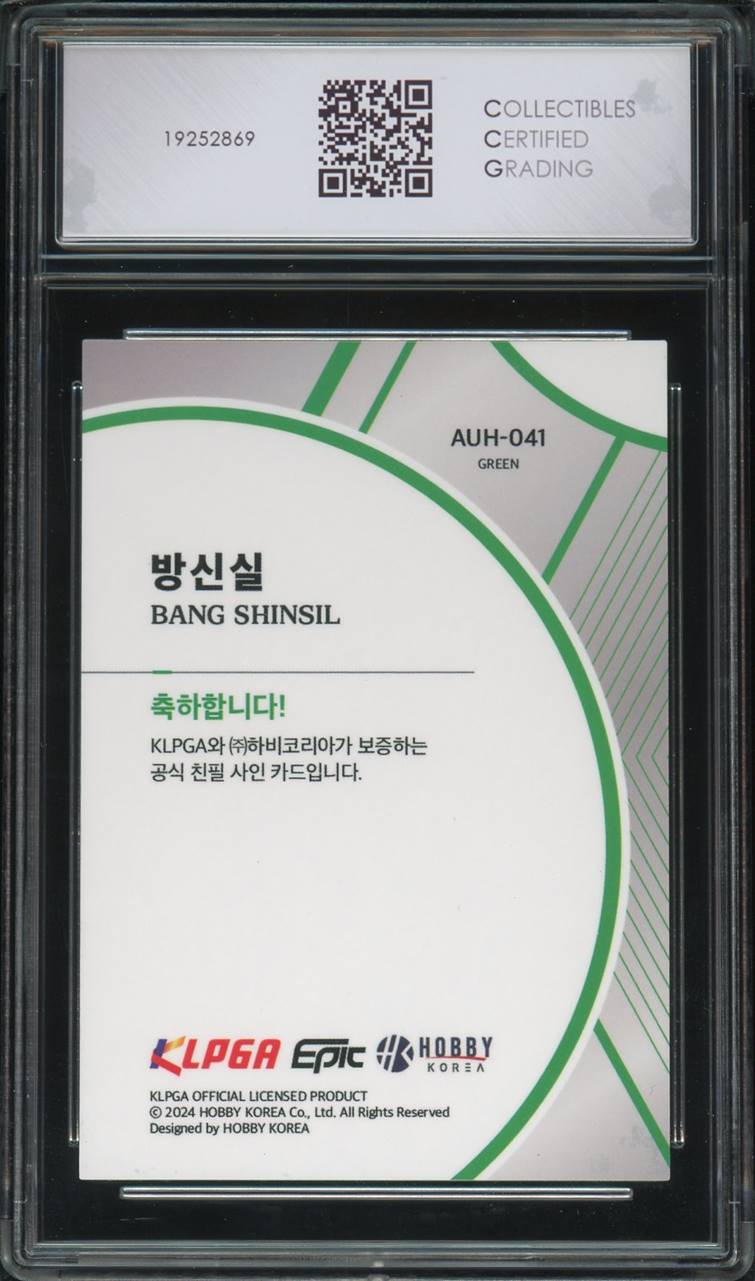 19252869
COLLECTIBLES
CERTIFIED
GRADING
AUH-041
GREEN
방신실
BANG SHINSIL
축하합니다!
KLPGA와 ㈜하비코리아가 보증하는
공식 친필 사인 카드입니다.
KLPGA Epic HK HOBBY
KOREA
KLPGA OFFICIAL LICENSED PRODUCT
© 2024 HOBBY KOREA Co., Ltd. All Rights Reserved
Designed by HOBBY KOREA